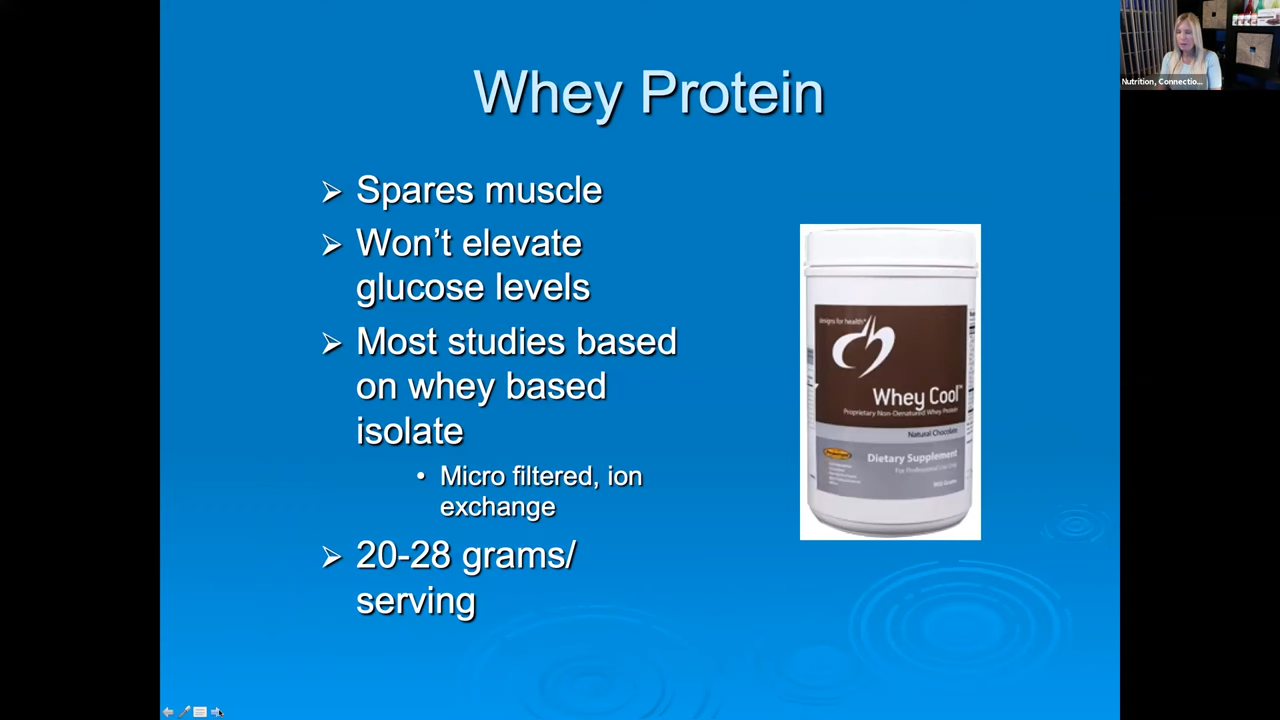 Whey Protein
Spares muscle
Won't elevate
glucose levels
Most studies based
on whey based
isolate
Micro filtered, ion
exchange
20-28 grams/
serving
designs for health
Whey Cool™
Proprietary Non-Denatured Whey Protein
Natural Chocolate
Dietary Supplement
For Professional Use Only
Nutrition, Connectio...